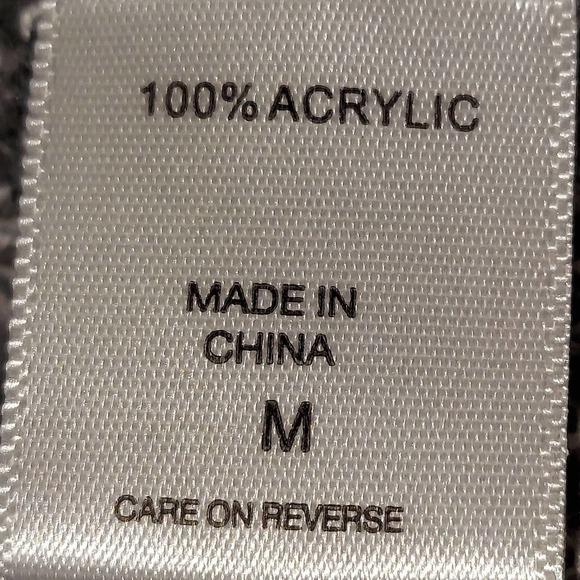 100% ACRYLIC
MADE IN
CHINA
M
CARE ON REVERSE